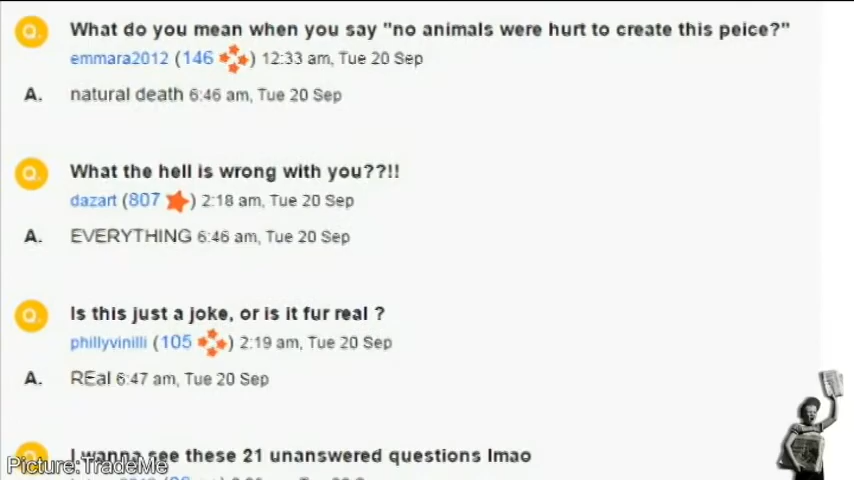 Q. What do you mean when you say "no animals were hurt to create this peice?"
emmara2012 (146 ) 12:33 am, Tue 20 Sep
A. natural death 6:46 am, Tue 20 Sep
Q. What the hell is wrong with you??!!
dazart (807 ) 2:18 am, Tue 20 Sep
A. EVERYTHING 6:46 am, Tue 20 Sep
Q. Is this just a joke, or is it fur real ?
phillyvinilli (105 ) 2:19 am, Tue 20 Sep
A. REal 6:47 am, Tue 20 Sep
I wanna see these 21 unanswered questions lmao
Picture:TradeMe